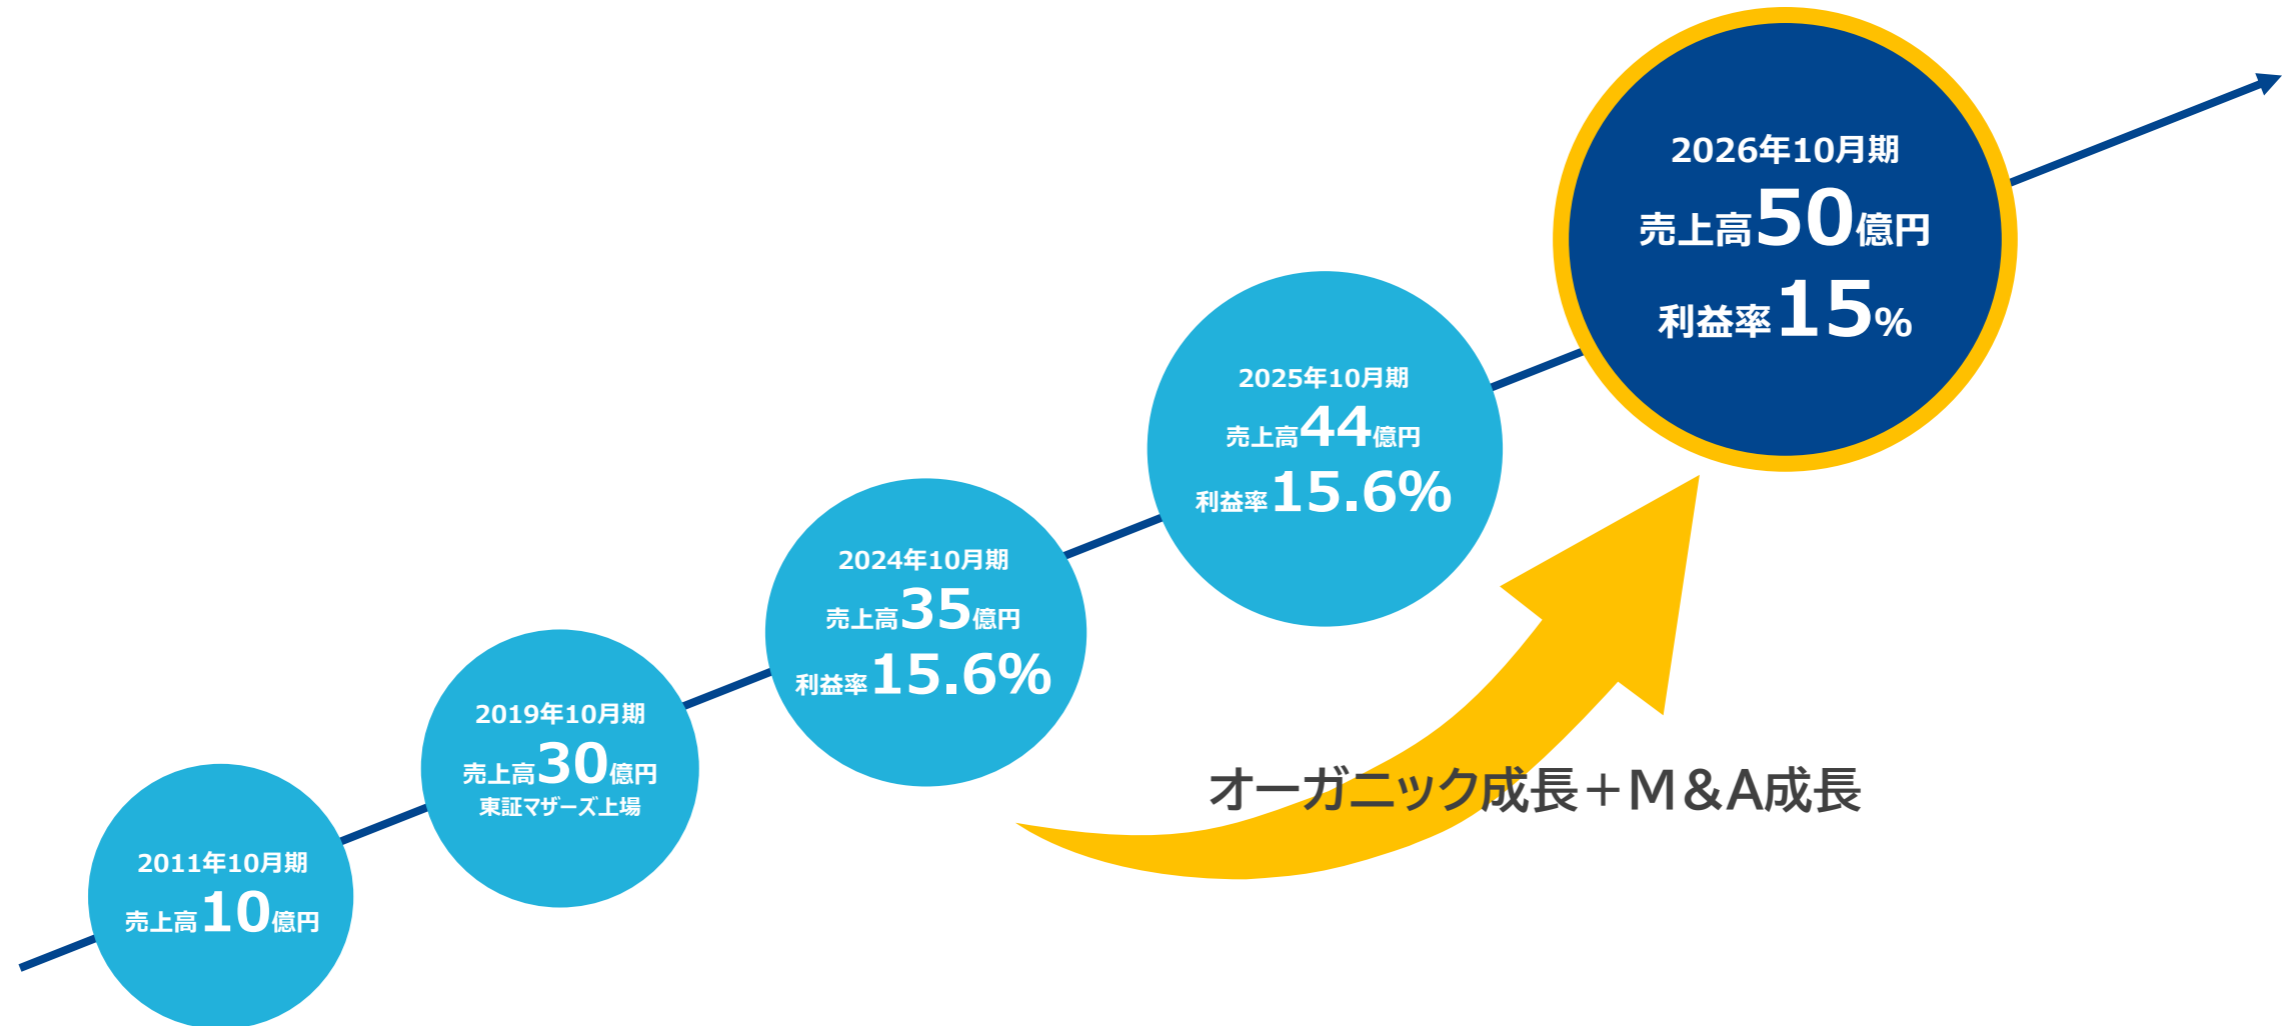 2011年10月期
売上高10億円
2019年10月期
売上高30億円
東証マザーズ上場
2024年10月期
売上高35億円
利益率15.6%
2025年10月期
売上高44億円
利益率15.6%
2026年10月期
売上高50億円
利益率15%
オーガニック成長＋M＆A成長